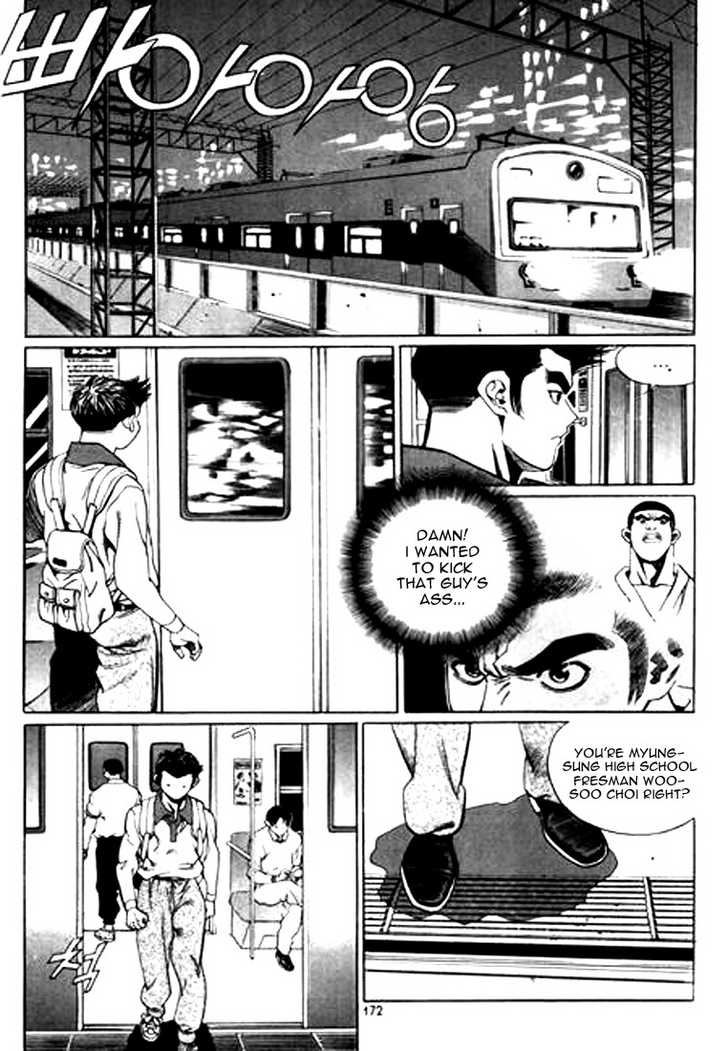 빠아아아앙
...
DAMN!
I WANTED
TO KICK
THAT GUY'S
ASS...
YOU'RE MYUNG-
SUNG HIGH SCHOOL
FRESMAN WOO-
SOO CHOI RIGHT?
172